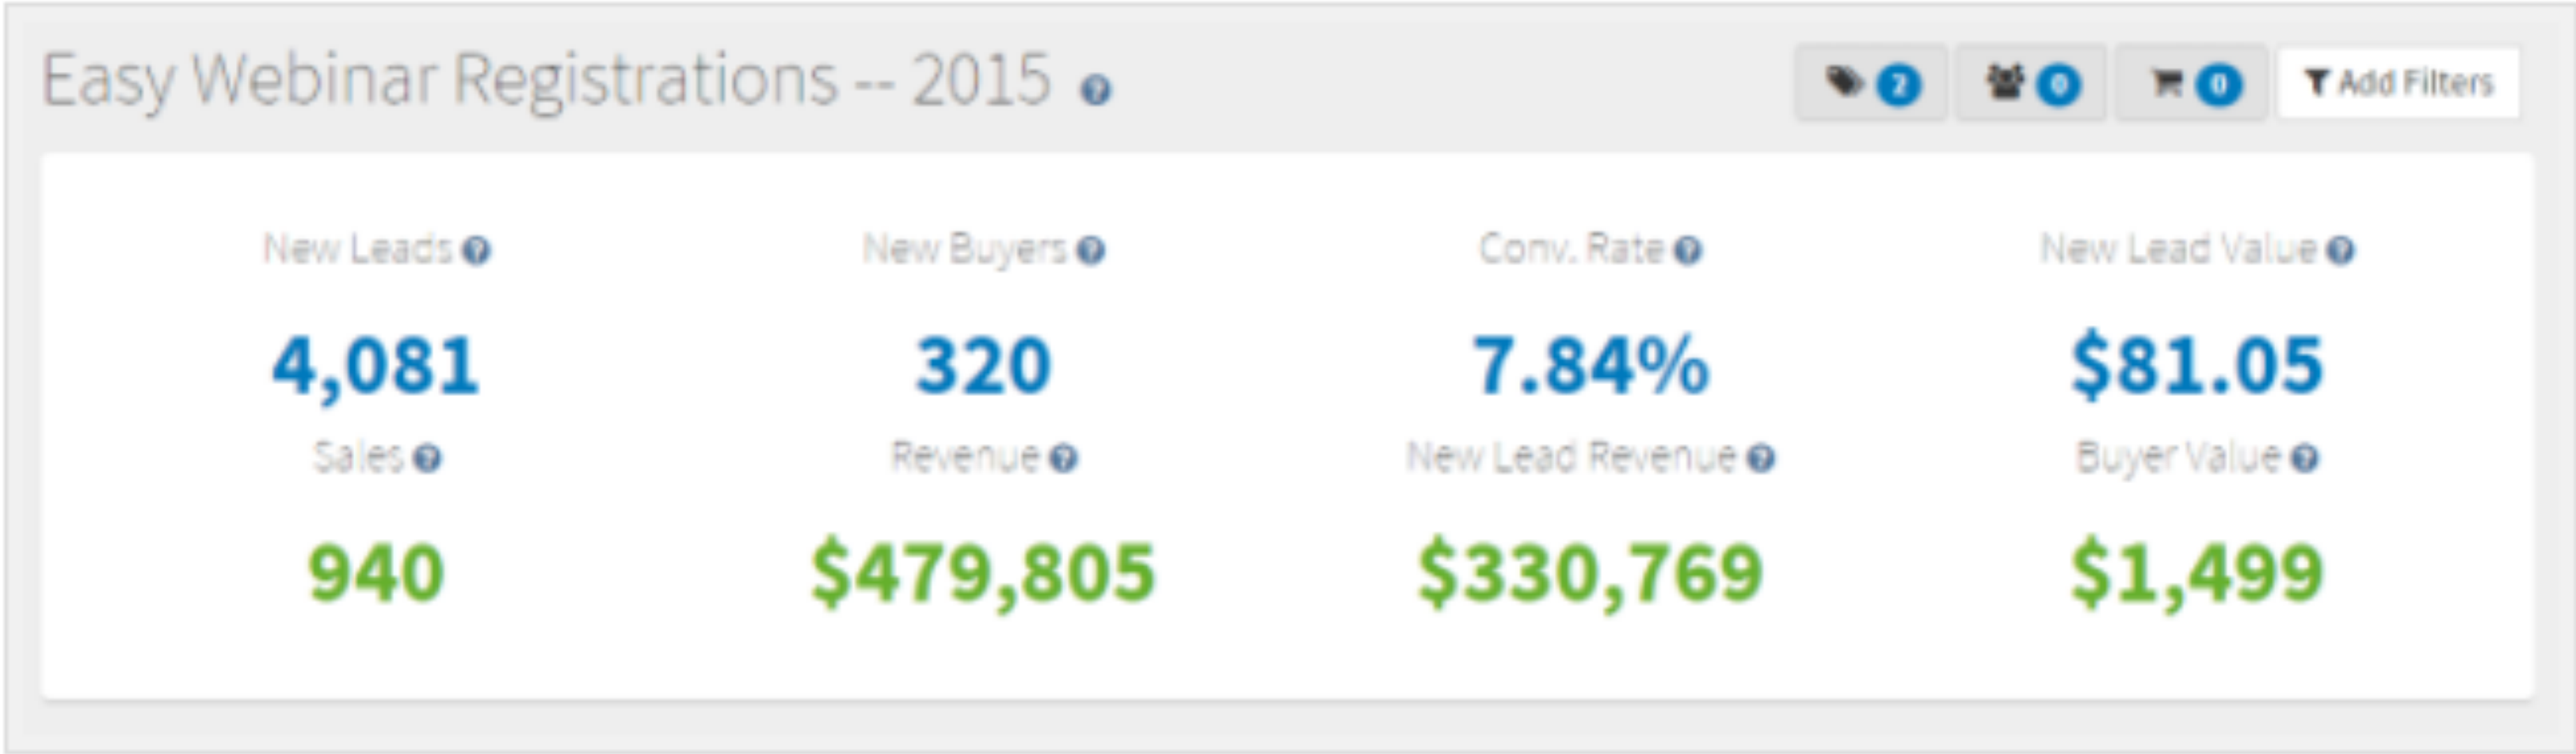 Easy Webinar Registrations -- 2015 ? 2 0 0 Add Filters
New Leads ? New Buyers ? Conv. Rate ? New Lead Value ?
4,081 320 7.84% $81.05
Sales ? Revenue ? New Lead Revenue ? Buyer Value ?
940 $479,805 $330,769 $1,499